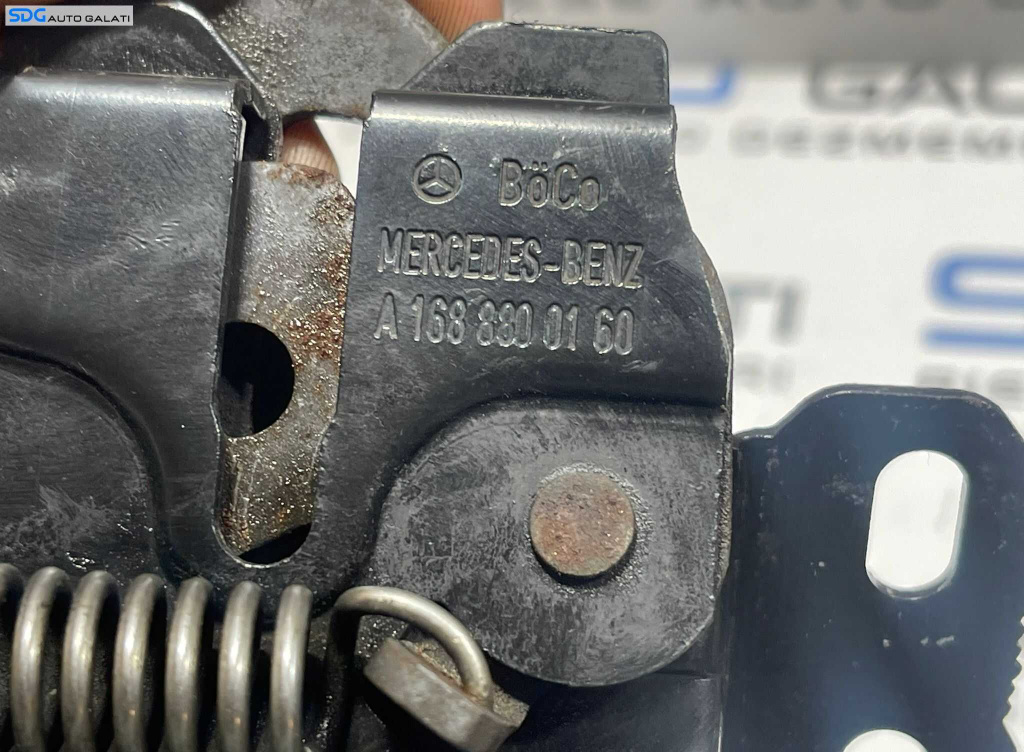 SDG AUTO GALATI
BöCo
MERCEDES-BENZ
A 168 880 01 60